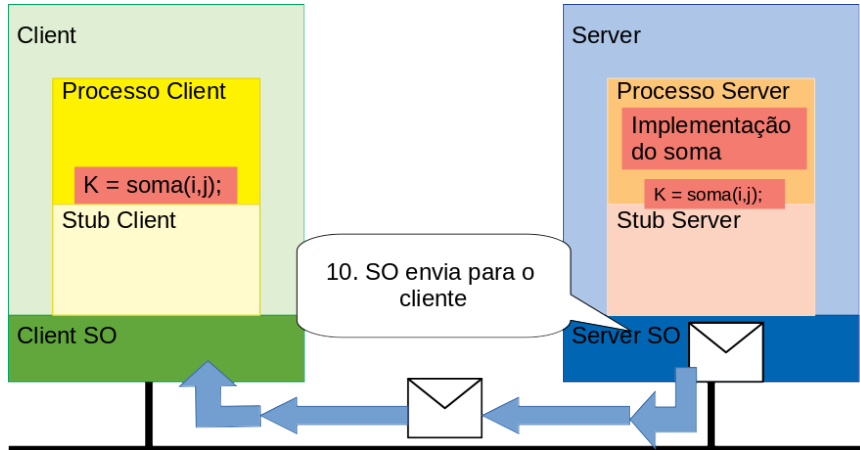 Client
Processo Client
K = soma(i,j);
Stub Client
Client SO
10. SO envia para o
cliente
Server
Processo Server
Implementação
do soma
K = soma(i,j);
Stub Server
Server SO